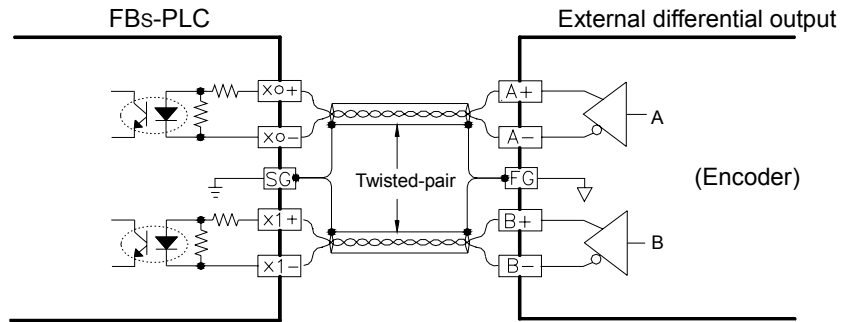 FBs-PLC
External differential output
X0+
A+
A
X0-
A-
SG
Twisted-pair
FG
(Encoder)
X1+
B+
B
X1-
B-